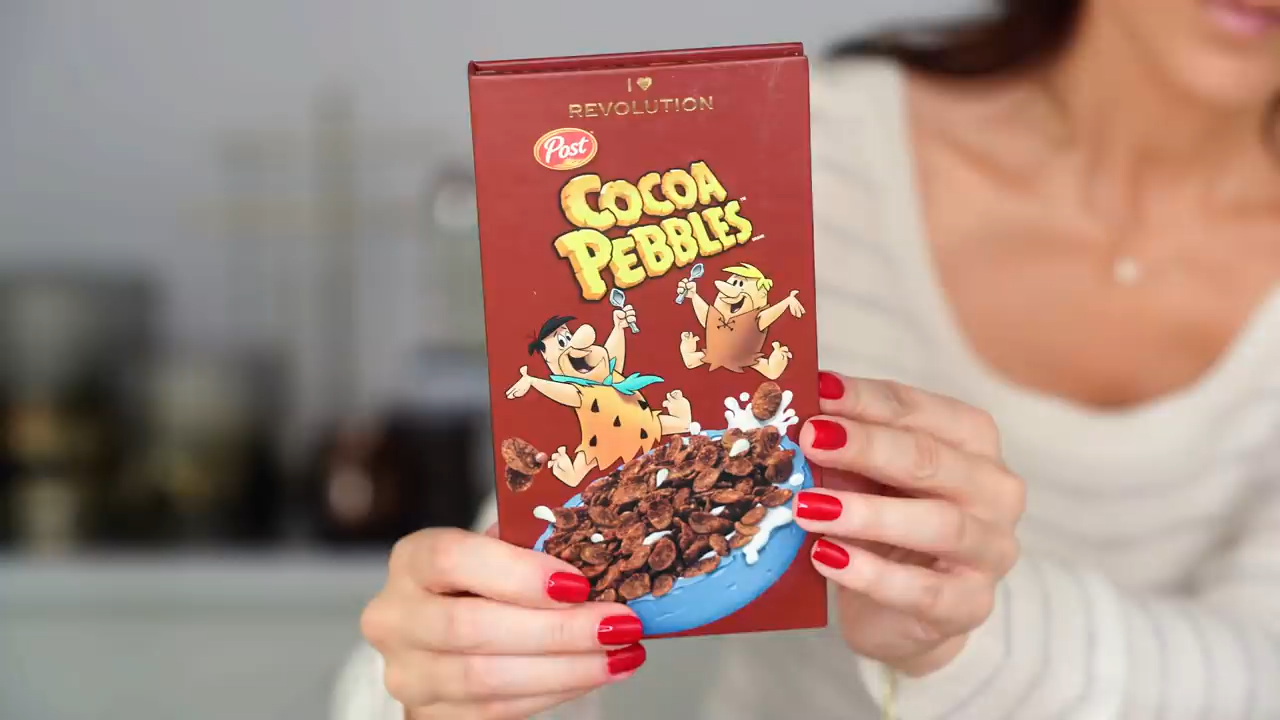 I ♥
REVOLUTION
Post
COCOA
PEBBLES